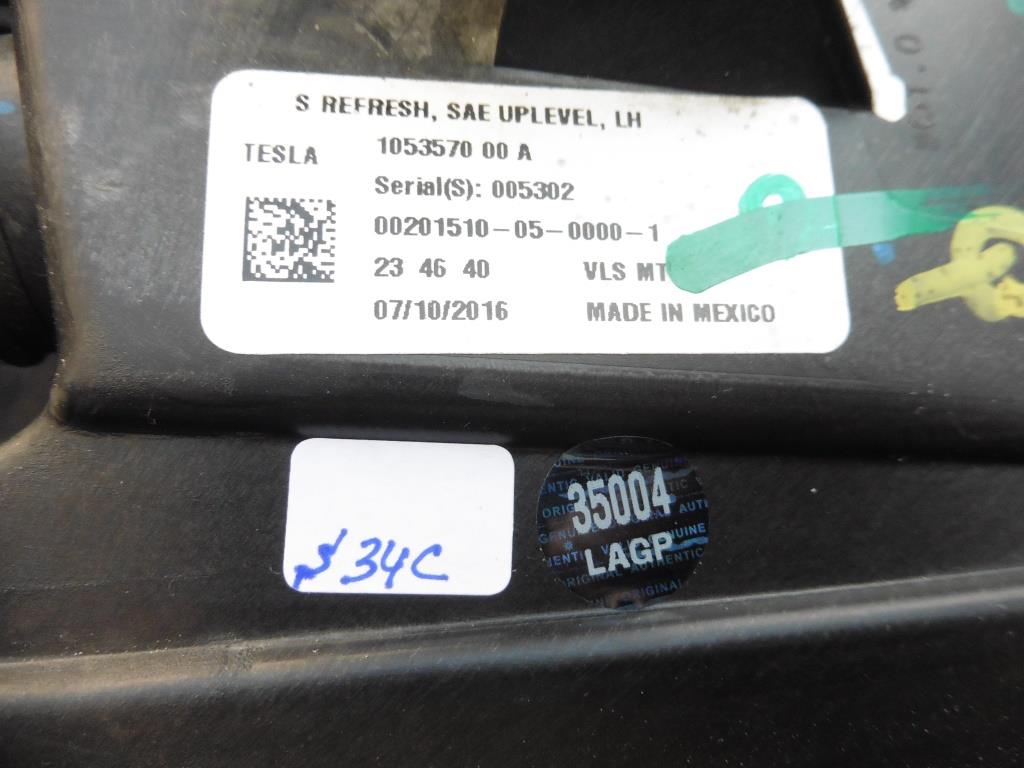 S REFRESH, SAE UPLEVEL, LH
TESLA
1053570 00 A
Serial(S): 005302
00201510-05-0000-1
23 46 40 VLS MT
07/10/2016 MADE IN MEXICO
$34C
35004
LAGP